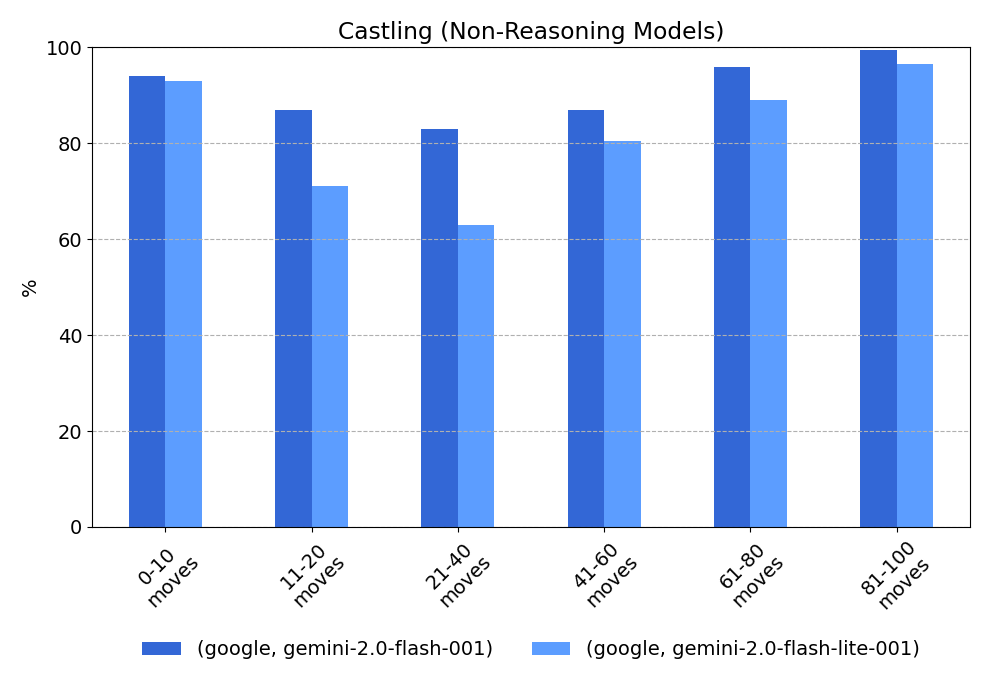 Castling (Non-Reasoning Models)
100
80
60
40
20
0
%
0-10
moves
11-20
moves
21-40
moves
41-60
moves
61-80
moves
81-100
moves
(google, gemini-2.0-flash-001)
(google, gemini-2.0-flash-lite-001)